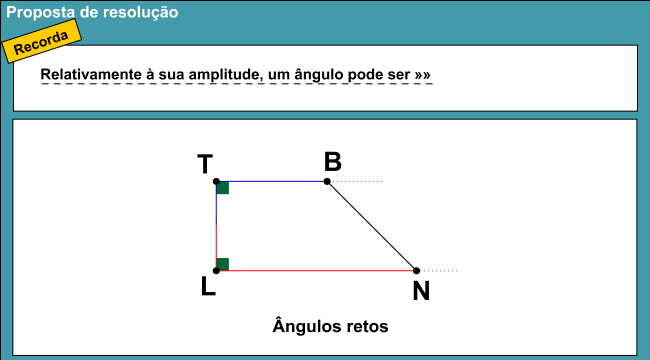 Proposta de resolução
Recorda
Relativamente à sua amplitude, um ângulo pode ser »»
T
B
L
N
Ângulos retos